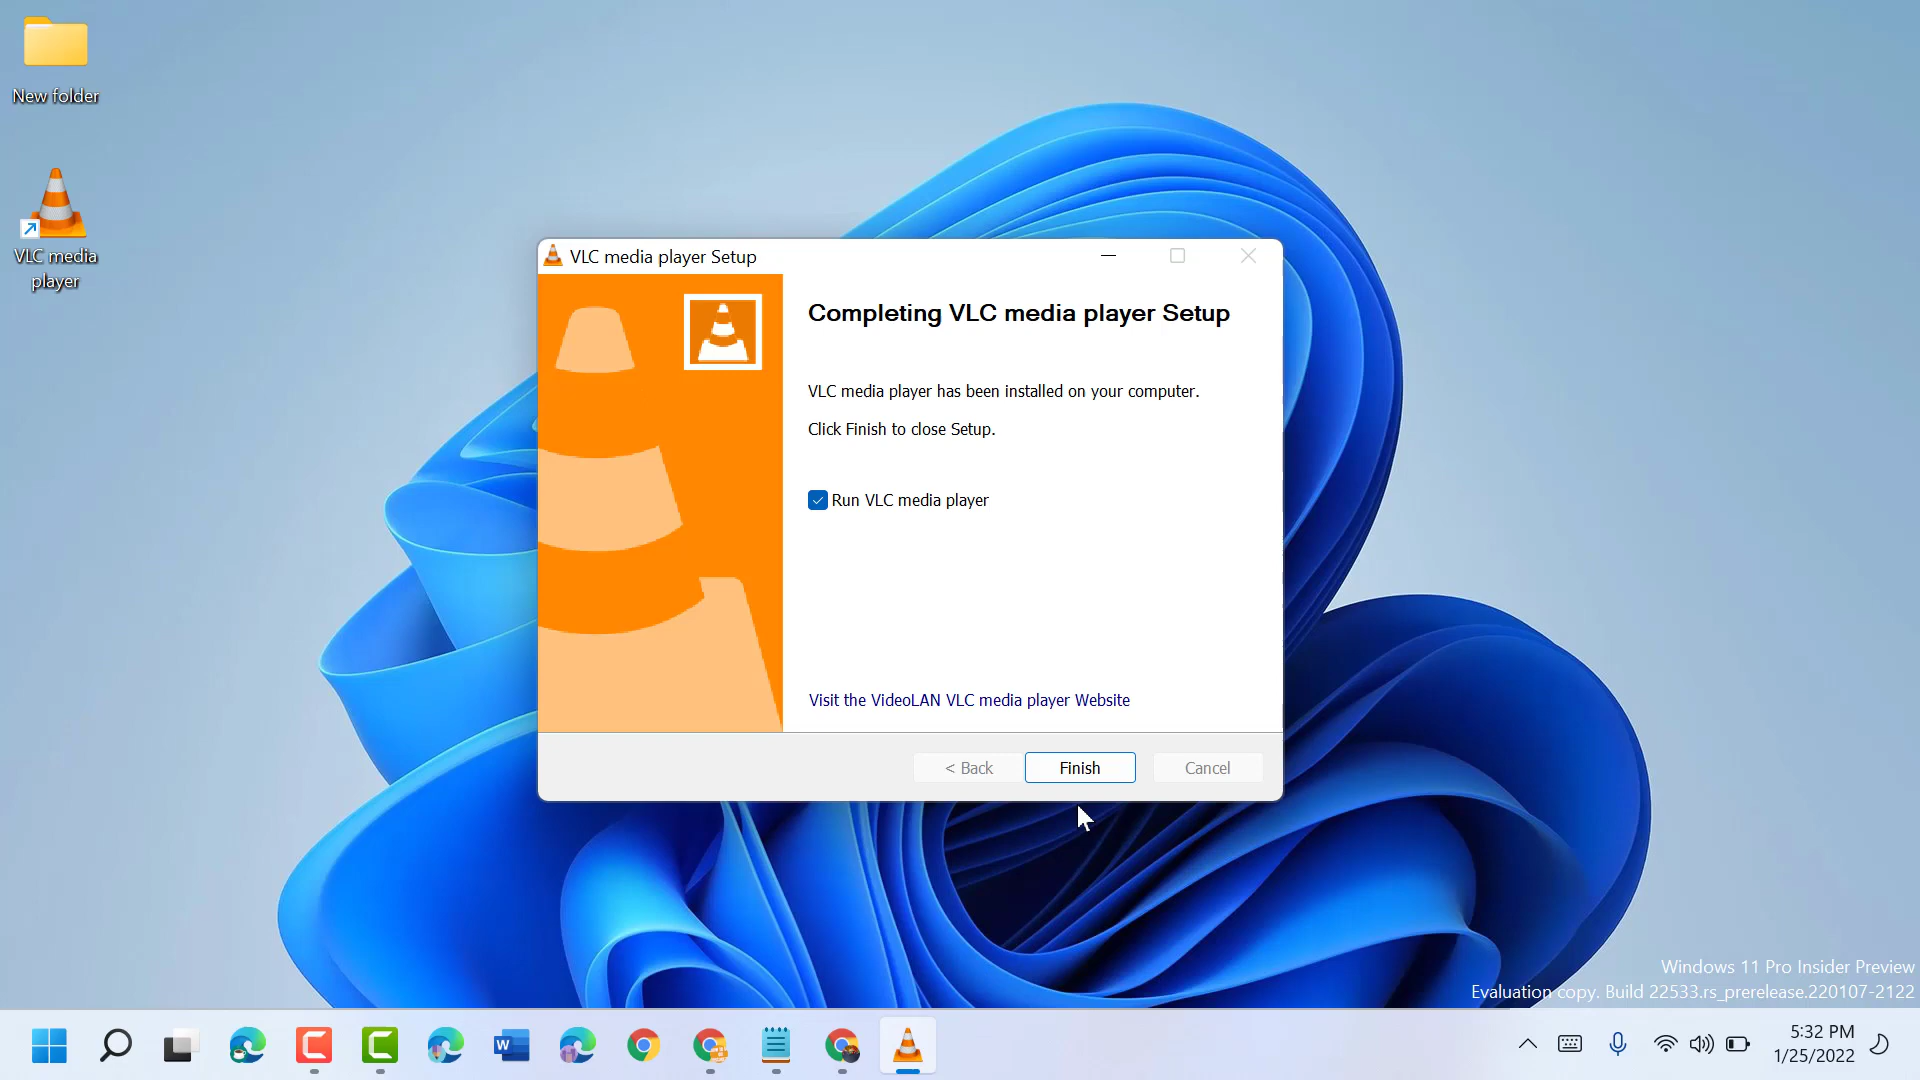 New folder
VLC media
player
VLC media player Setup
Completing VLC media player Setup
VLC media player has been installed on your computer.
Click Finish to close Setup.
Run VLC media player
Visit the VideoLAN VLC media player Website
< Back
Finish
Cancel
Windows 11 Pro Insider Preview
Evaluation copy. Build 22533.rs_prerelease.220107-2122
5:32 PM
1/25/2022